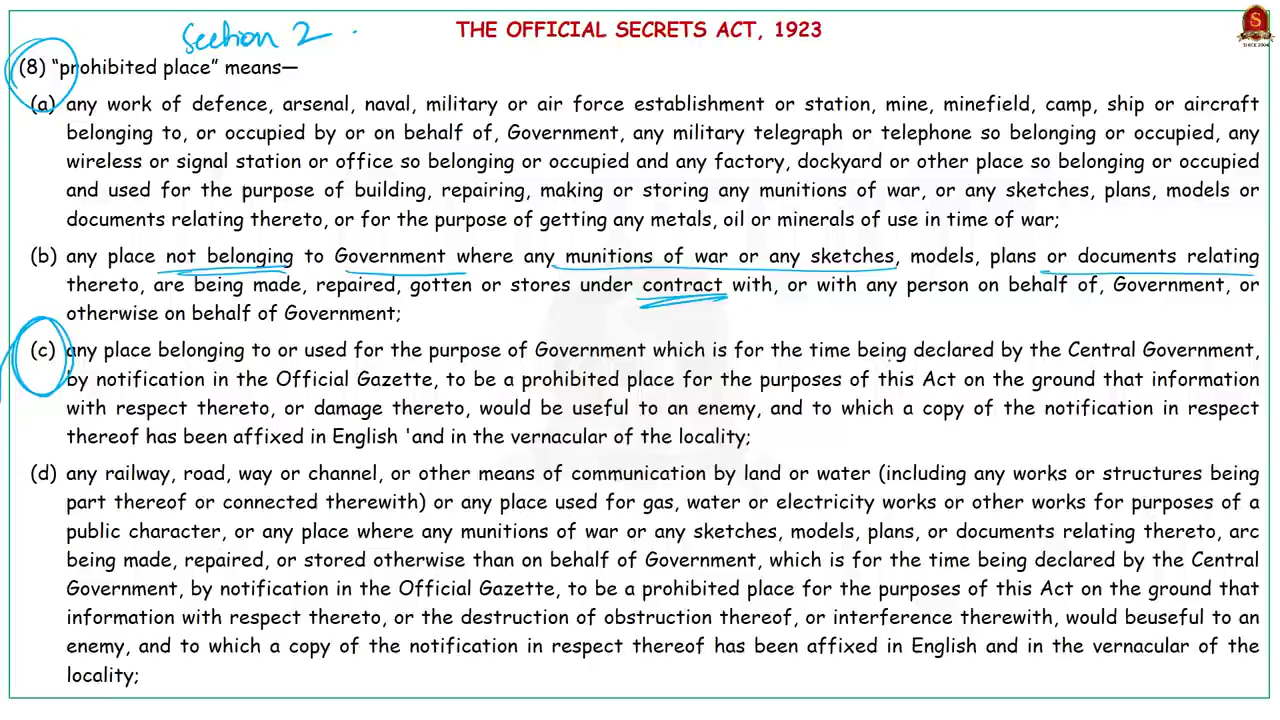 THE OFFICIAL SECRETS ACT, 1923
Section 2
S
SINCE 2004
(8) "prohibited place" means—
(a) any work of defence, arsenal, naval, military or air force establishment or station, mine, minefield, camp, ship or aircraft
belonging to, or occupied by or on behalf of, Government, any military telegraph or telephone so belonging or occupied, any
wireless or signal station or office so belonging or occupied and any factory, dockyard or other place so belonging or occupied
and used for the purpose of building, repairing, making or storing any munitions of war, or any sketches, plans, models or
documents relating thereto, or for the purpose of getting any metals, oil or minerals of use in time of war;
(b) any place not belonging to Government where any munitions of war or any sketches, models, plans or documents relating
thereto, are being made, repaired, gotten or stores under contract with, or with any person on behalf of, Government, or
otherwise on behalf of Government;
(c) any place belonging to or used for the purpose of Government which is for the time being declared by the Central Government,
by notification in the Official Gazette, to be a prohibited place for the purposes of this Act on the ground that information
with respect thereto, or damage thereto, would be useful to an enemy, and to which a copy of the notification in respect
thereof has been affixed in English 'and in the vernacular of the locality;
(d) any railway, road, way or channel, or other means of communication by land or water (including any works or structures being
part thereof or connected therewith) or any place used for gas, water or electricity works or other works for purposes of a
public character, or any place where any munitions of war or any sketches, models, plans, or documents relating thereto, arc
being made, repaired, or stored otherwise than on behalf of Government, which is for the time being declared by the Central
Government, by notification in the Official Gazette, to be a prohibited place for the purposes of this Act on the ground that
information with respect thereto, or the destruction of obstruction thereof, or interference therewith, would beuseful to an
enemy, and to which a copy of the notification in respect thereof has been affixed in English and in the vernacular of the
locality;